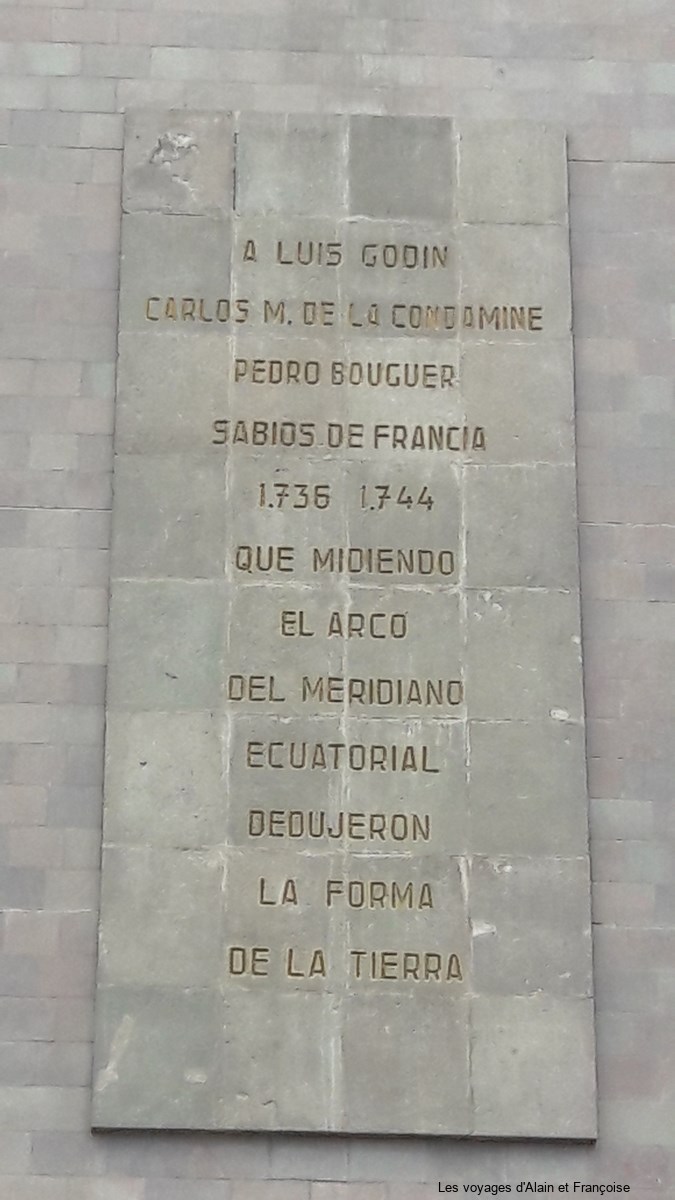 A LUIS GODIN
CARLOS M. DE LA CONDAMINE
PEDRO BOUGUER
SABIOS DE FRANCIA
1.736 1.744
QUE MIDIENDO
EL ARCO
DEL MERIDIANO
ECUATORIAL
DEDUJERON
LA FORMA
DE LA TIERRA
Les voyages d'Alain et Françoise